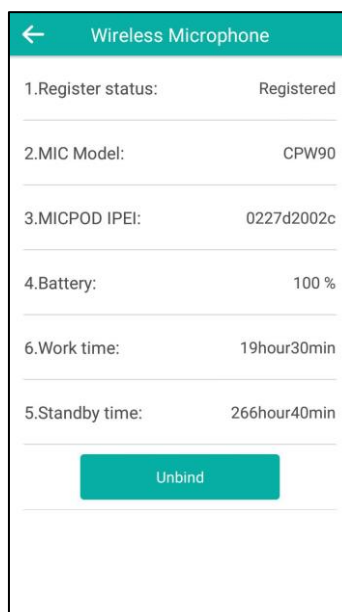 Wireless Microphone
1.Register status: Registered
2.MIC Model: CPW90
3.MICPOD IPEI: 0227d2002c
4.Battery: 100 %
6.Work time: 19hour30min
5.Standby time: 266hour40min
Unbind